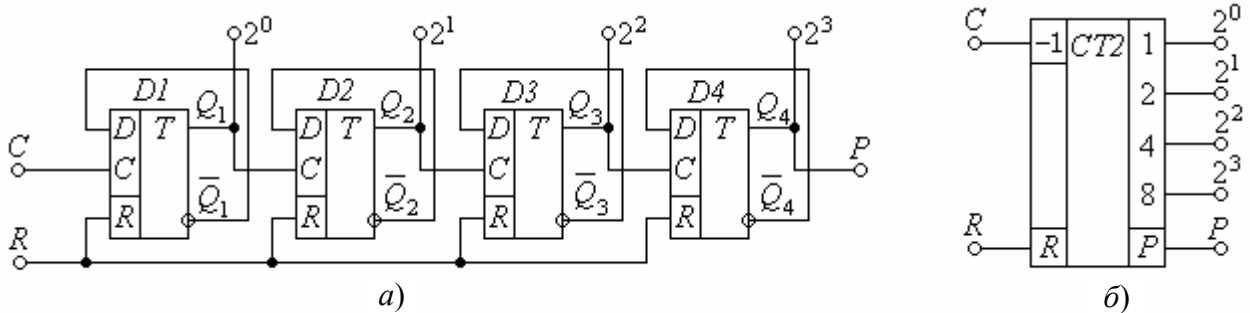 2⁰ 2¹ 2² 2³
D1 D2 D3 D4
D T Q₁ D T Q₂ D T Q₃ D T Q₄
C C C C C P
Q̅₁ Q̅₂ Q̅₃ Q̅₄
R R R R
R
а)
C −1 CT2 1 2⁰
2 2¹
4 2²
8 2³
R R P P
б)